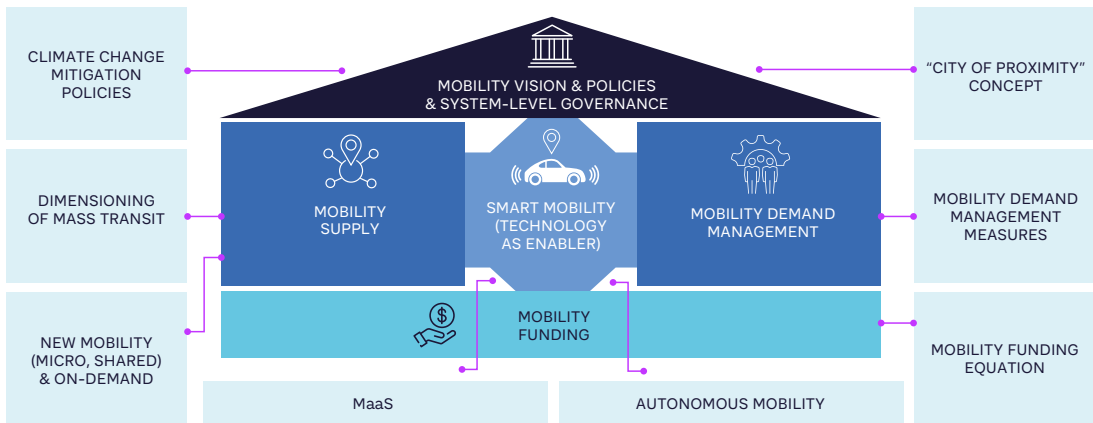 CLIMATE CHANGE
MITIGATION
POLICIES
MOBILITY VISION & POLICIES
& SYSTEM-LEVEL GOVERNANCE
“CITY OF PROXIMITY”
CONCEPT
DIMENSIONING
OF MASS TRANSIT
MOBILITY
SUPPLY
SMART MOBILITY
(TECHNOLOGY
AS ENABLER)
MOBILITY DEMAND
MANAGEMENT
MOBILITY DEMAND
MANAGEMENT
MEASURES
NEW MOBILITY
(MICRO, SHARED)
& ON-DEMAND
$
MOBILITY
FUNDING
MOBILITY FUNDING
EQUATION
MaaS
AUTONOMOUS MOBILITY